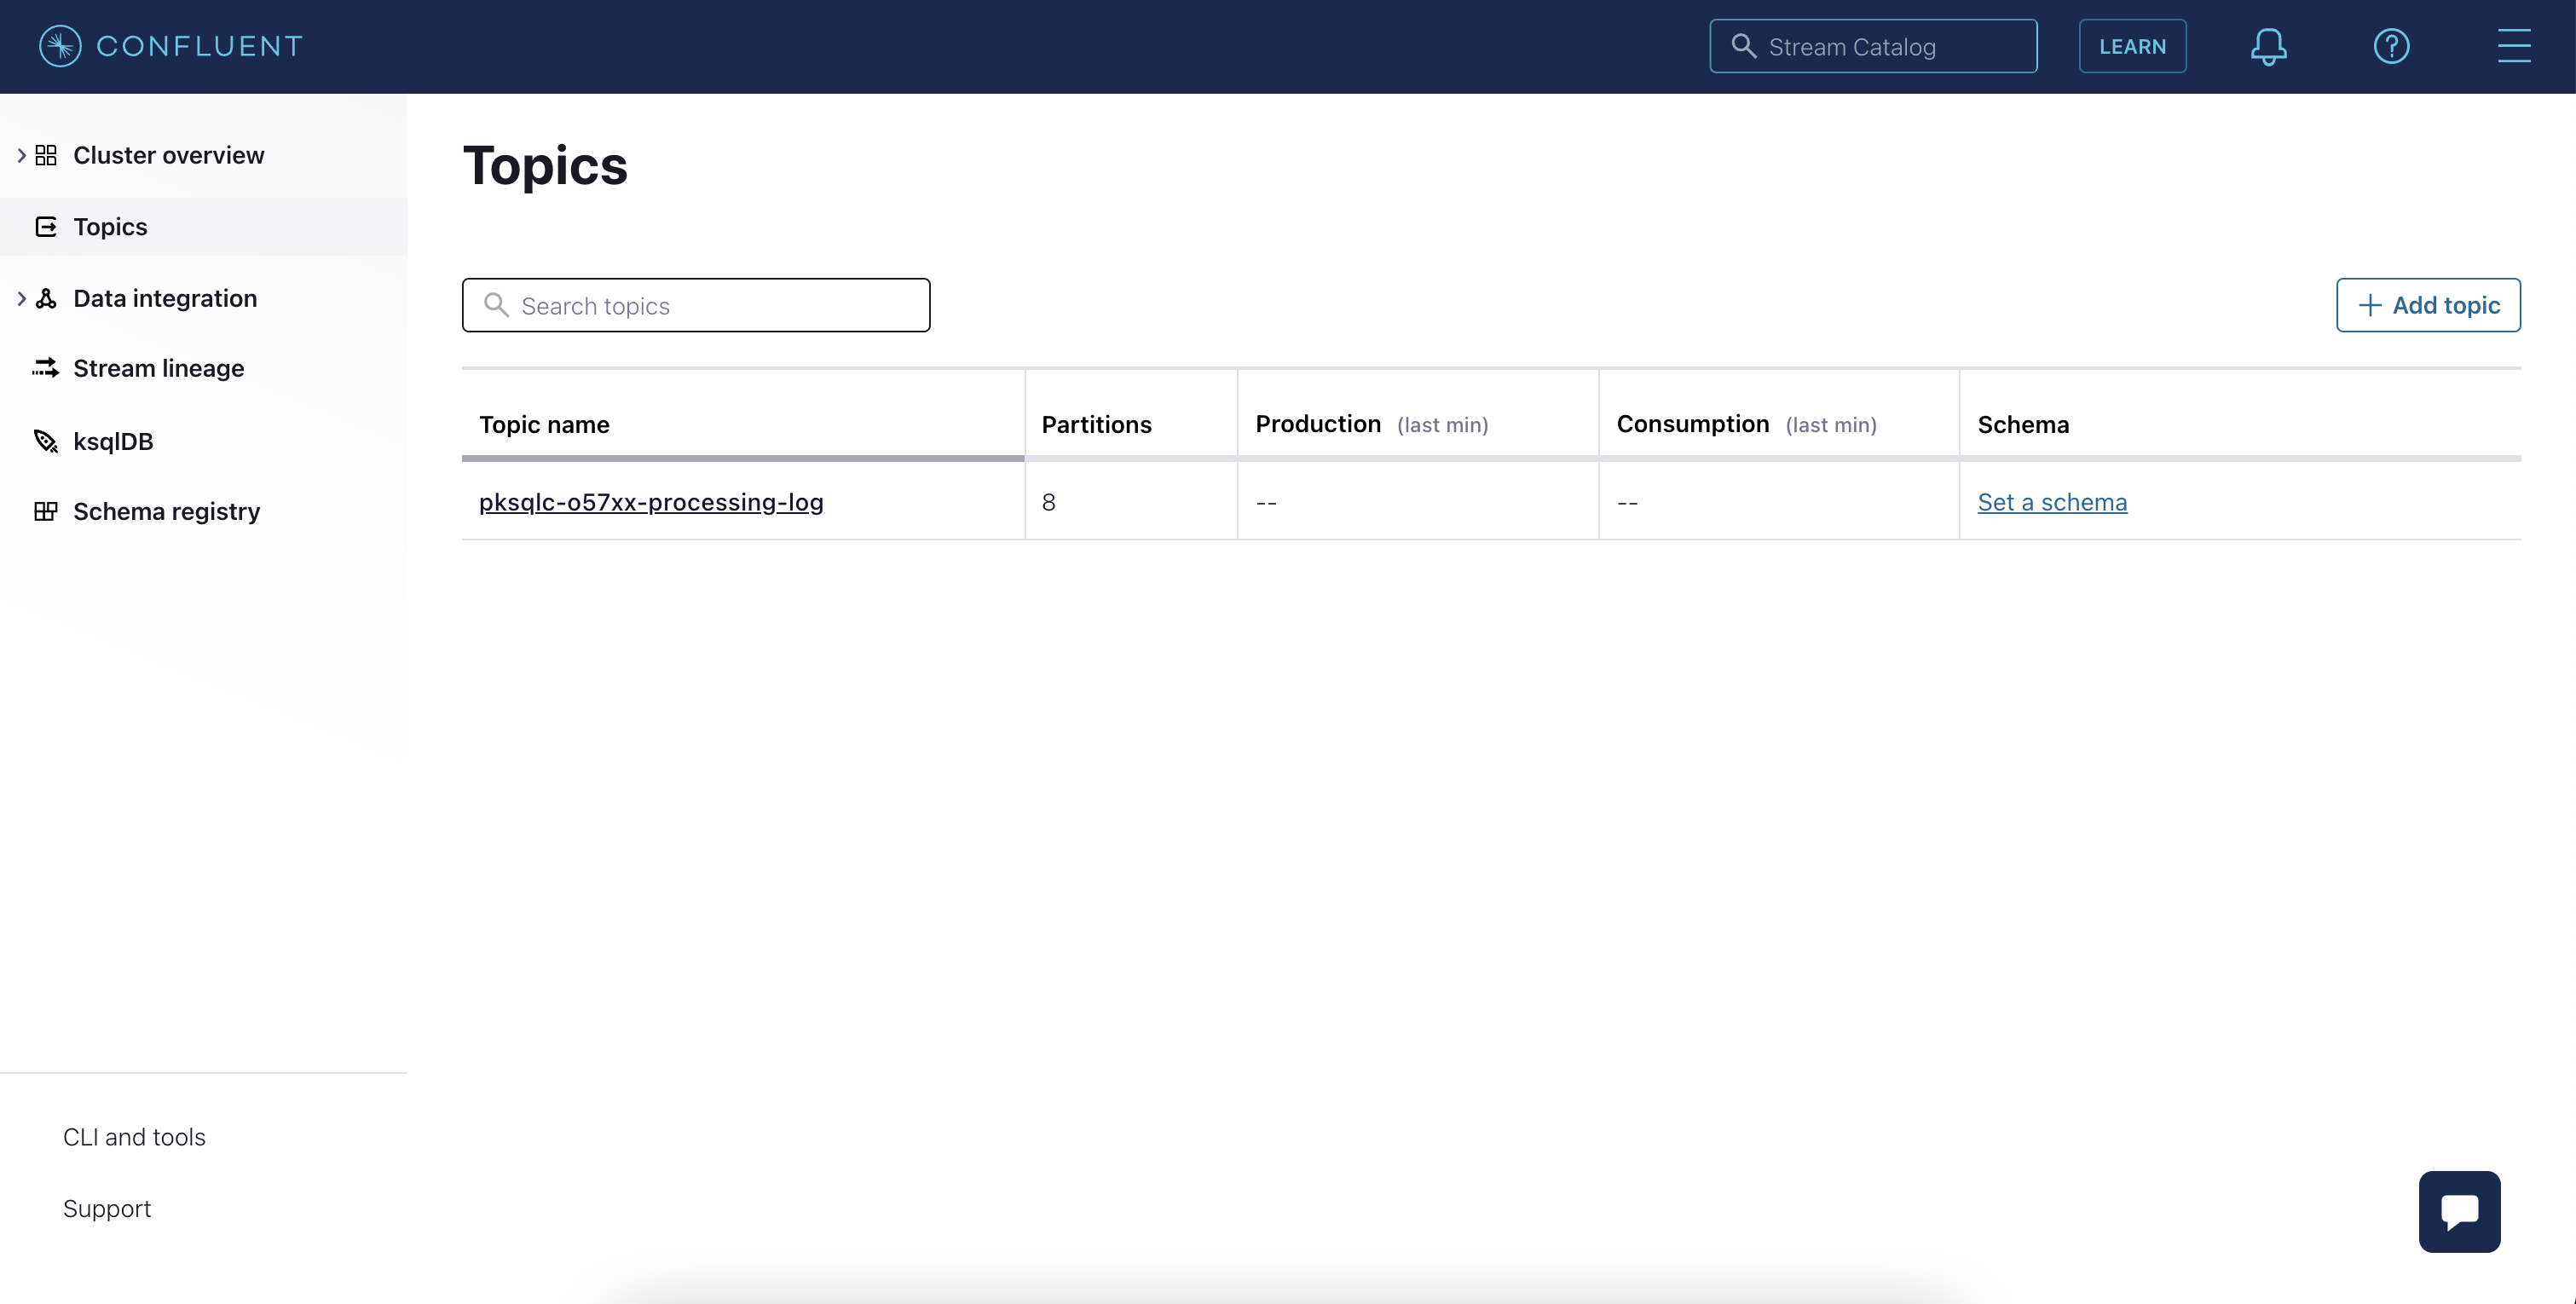 CONFLUENT
Stream Catalog
LEARN
Cluster overview
Topics
Data integration
Stream lineage
ksqlDB
Schema registry
CLI and tools
Support
Topics
Search topics
Add topic
Topic name Partitions Production (last min) Consumption (last min) Schema
pksqlc-o57xx-processing-log 8 -- -- Set a schema